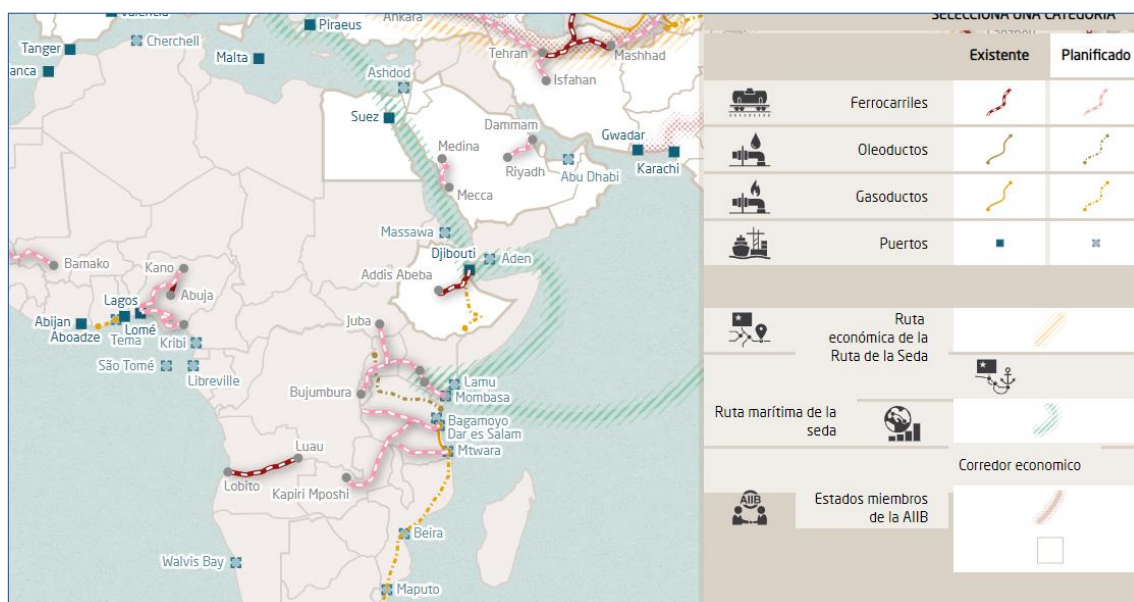 Valencia
Ankara
Piraeus
Tanger
Cherchell
Malta
Tehran
Mashhad
anca
Ashdod
Isfahan
Suez
Dammam
Gwadar
Medina
Riyadh
Abu Dhabi
Karachi
Mecca
Massawa
Djibouti
Aden
Addis Abeba
Bamako
Kano
Abuja
Lagos
Abijan
Lomé
Aboadze
Tema
Kribi
Juba
São Tomé
Libreville
Bujumbura
Lamu
Mombasa
Bagamoyo
Dar es Salam
Mtwara
Luau
Lobito
Kapiri Mposhi
Beira
Walvis Bay
Maputo
SELECCIONA UNA CATEGORÍA
Existente Planificado
Ferrocarriles
Oleoductos
Gasoductos
Puertos
Ruta
económica de la
Ruta de la Seda
Ruta marítima de la
seda
Corredor economico
AIIB
Estados miembros
de la AIIB